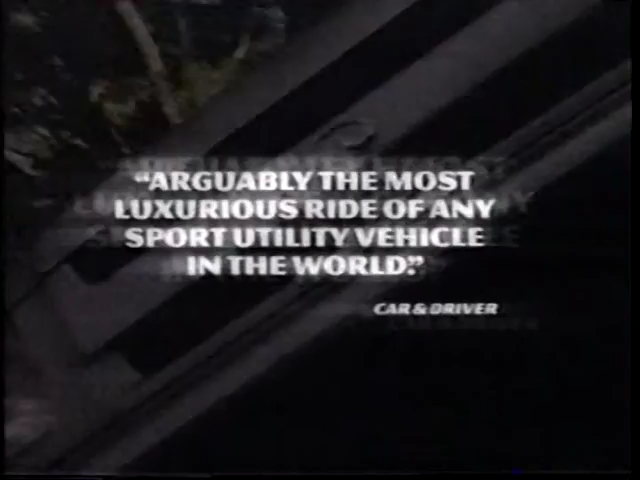 “ARGUABLY THE MOST
LUXURIOUS RIDE OF ANY
SPORT UTILITY VEHICLE
IN THE WORLD.”
CAR & DRIVER